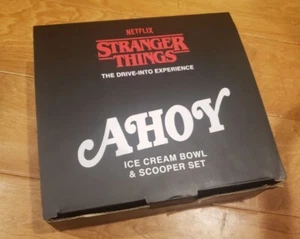 NETFLIX
STRANGER
THINGS
THE DRIVE-INTO EXPERIENCE
AHOY
ICE CREAM BOWL
& SCOOPER SET